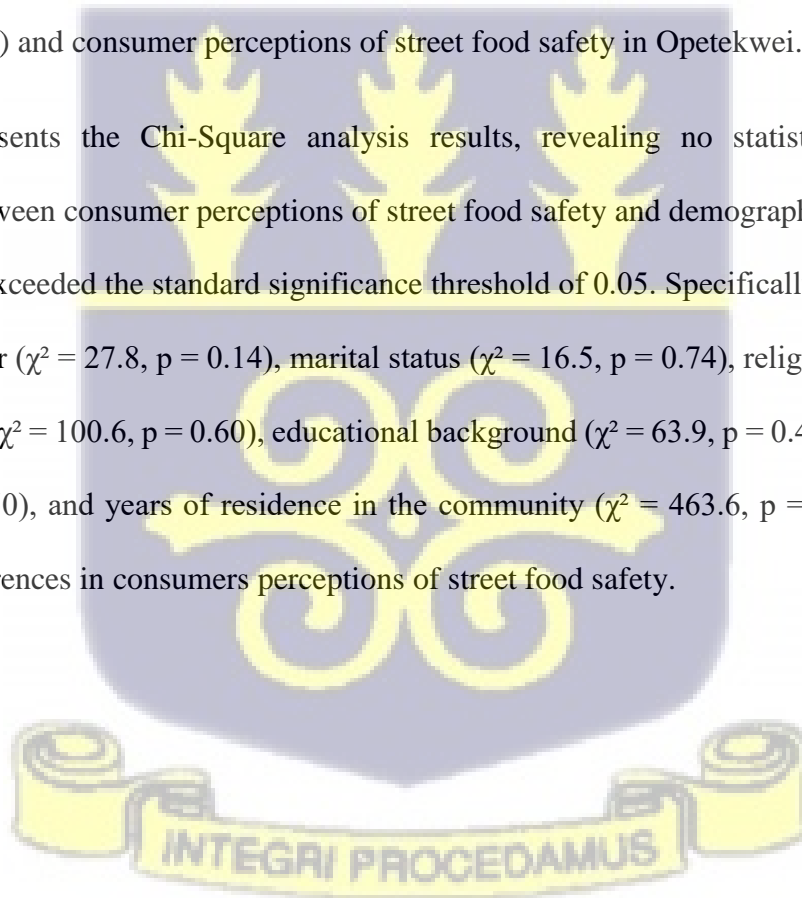 ) and consumer perceptions of street food safety in Opetekwei.
sents the Chi-Square analysis results, revealing no statist
ween consumer perceptions of street food safety and demograph
xceeded the standard significance threshold of 0.05. Specificall
r (χ² = 27.8, p = 0.14), marital status (χ² = 16.5, p = 0.74), relig
χ² = 100.6, p = 0.60), educational background (χ² = 63.9, p = 0.4
0), and years of residence in the community (χ² = 463.6, p =
rences in consumers perceptions of street food safety.
INTEGRI PROCEDAMUS